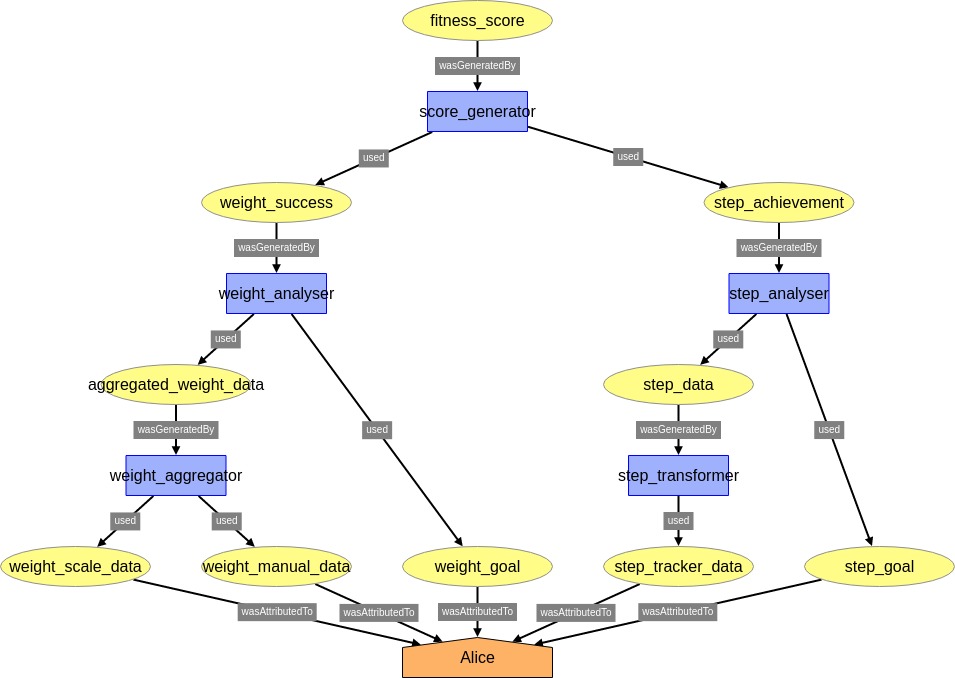 fitness_score
wasGeneratedBy
score_generator
used
used
weight_success
step_achievement
wasGeneratedBy
wasGeneratedBy
weight_analyser
step_analyser
used
used
aggregated_weight_data
step_data
wasGeneratedBy
used
wasGeneratedBy
used
weight_aggregator
step_transformer
used
used
used
weight_scale_data
weight_manual_data
weight_goal
step_tracker_data
step_goal
wasAttributedTo
wasAttributedTo
wasAttributedTo
wasAttributedTo
wasAttributedTo
Alice